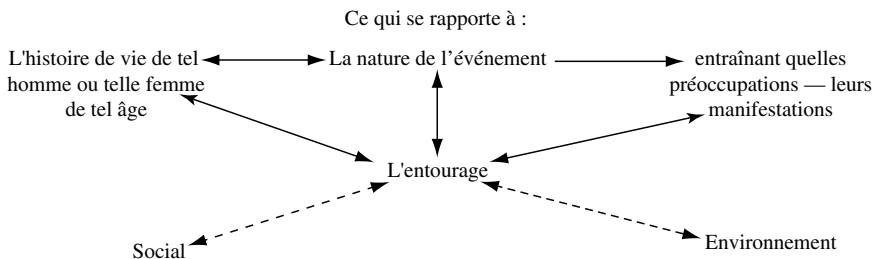 Ce qui se rapporte à :
L'histoire de vie de tel
homme ou telle femme
de tel âge
La nature de l’événement
entraînant quelles
préoccupations — leurs
manifestations
L'entourage
Social
Environnement